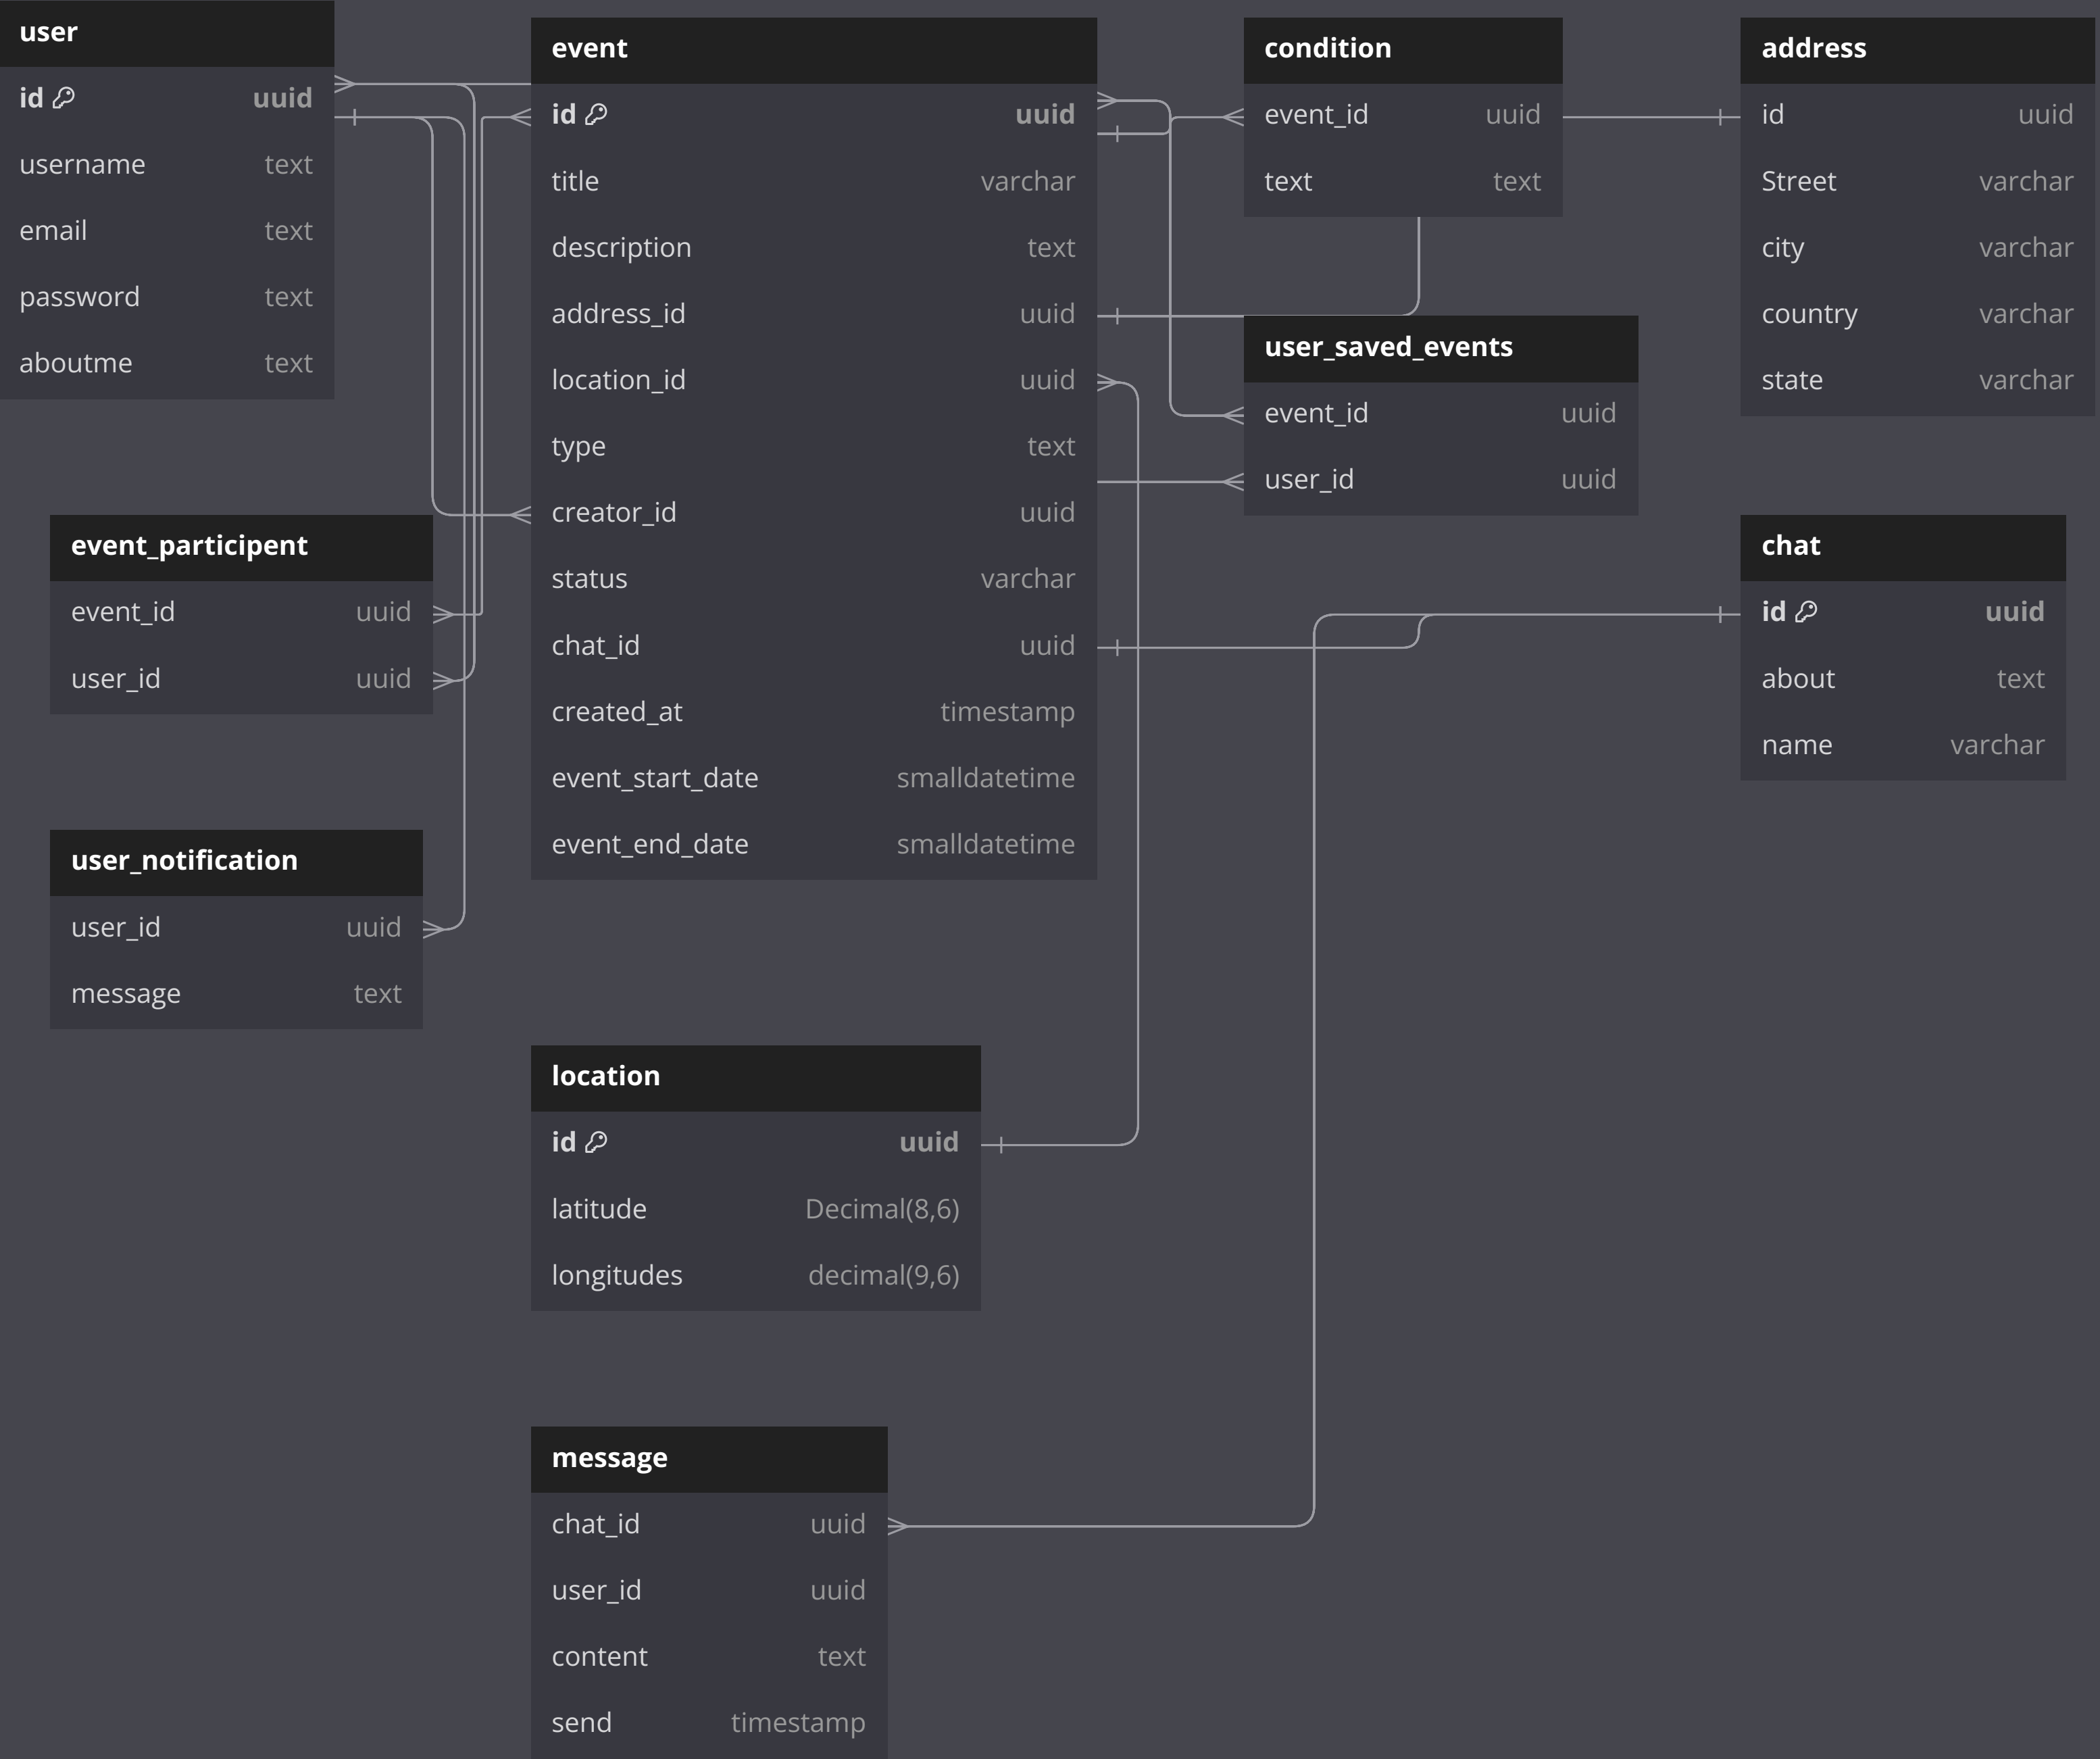 user
id uuid
username text
email text
password text
aboutme text
event
id uuid
title varchar
description text
address_id uuid
location_id uuid
type text
creator_id uuid
status varchar
chat_id uuid
created_at timestamp
event_start_date smalldatetime
event_end_date smalldatetime
condition
event_id uuid
text text
address
id uuid
Street varchar
city varchar
country varchar
state varchar
user_saved_events
event_id uuid
user_id uuid
event_participent
event_id uuid
user_id uuid
chat
id uuid
about text
name varchar
user_notification
user_id uuid
message text
location
id uuid
latitude Decimal(8,6)
longitudes decimal(9,6)
message
chat_id uuid
user_id uuid
content text
send timestamp